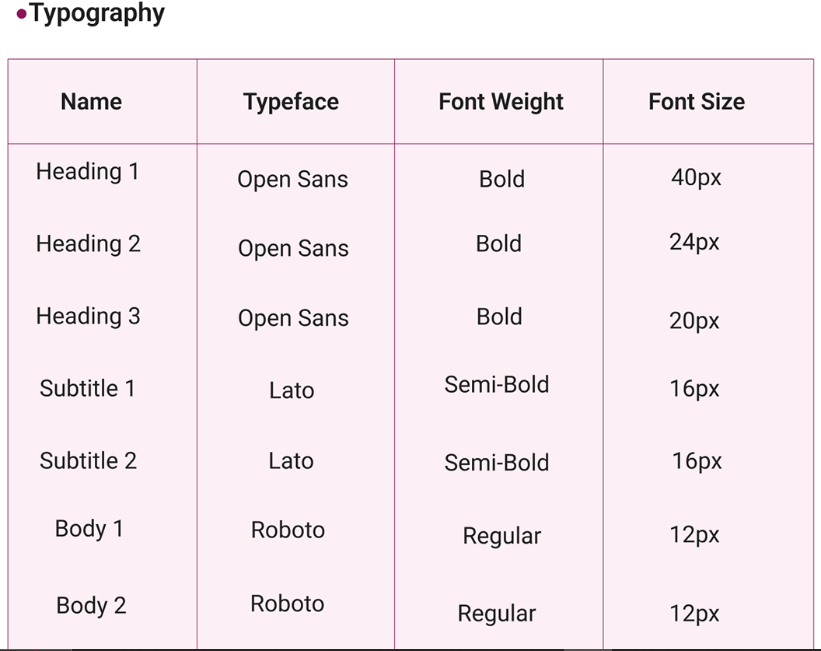 •Typography
Name Typeface Font Weight Font Size
Heading 1 Open Sans Bold 40px
Heading 2 Open Sans Bold 24px
Heading 3 Open Sans Bold 20px
Subtitle 1 Lato Semi-Bold 16px
Subtitle 2 Lato Semi-Bold 16px
Body 1 Roboto Regular 12px
Body 2 Roboto Regular 12px